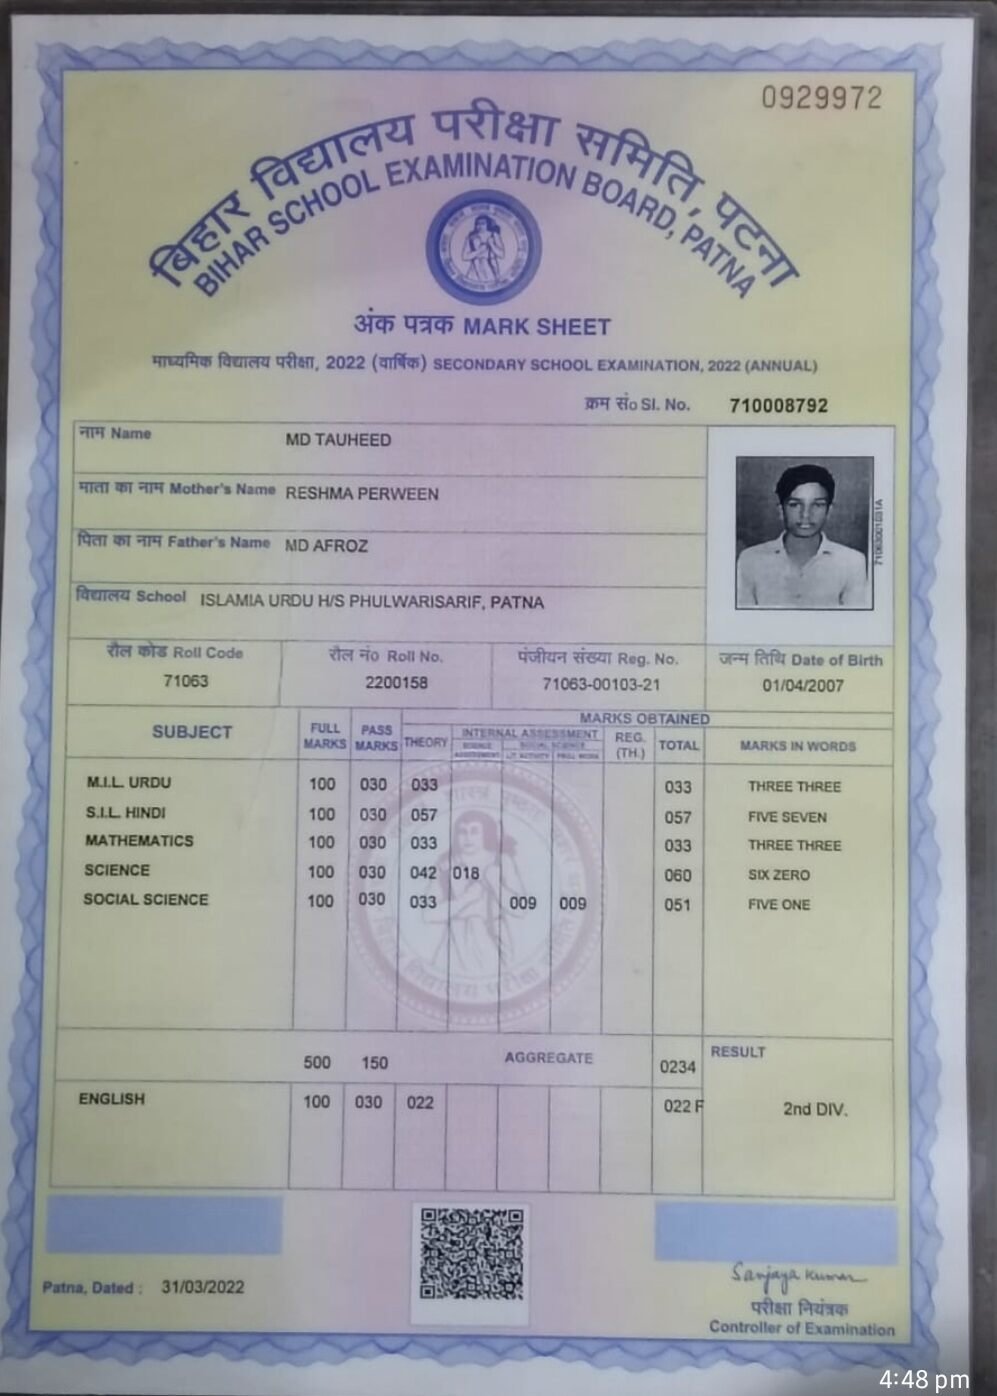 0929972
बिहार विद्यालय परीक्षा समिति, पटना
BIHAR SCHOOL EXAMINATION BOARD, PATNA
अंक पत्रक MARK SHEET
माध्यमिक विद्यालय परीक्षा, 2022 (वार्षिक) SECONDARY SCHOOL EXAMINATION, 2022 (ANNUAL)
क्रम सं० Sl. No. 710008792
नाम Name MD TAUHEED
माता का नाम Mother's Name RESHMA PERWEEN
पिता का नाम Father's Name MD AFROZ
विद्यालय School ISLAMIA URDU H/S PHULWARISARIF, PATNA
रौल कोड Roll Code रौल नं० Roll No. पंजीयन संख्या Reg. No. जन्म तिथि Date of Birth
71063 2200158 71063-00103-21 01/04/2007
MARKS OBTAINED
SUBJECT FULL MARKS PASS MARKS THEORY INTERNAL ASSESSMENT REG. (TH.) TOTAL MARKS IN WORDS
M.I.L. URDU 100 030 033 033 THREE THREE
S.I.L. HINDI 100 030 057 057 FIVE SEVEN
MATHEMATICS 100 030 033 033 THREE THREE
SCIENCE 100 030 042 018 060 SIX ZERO
SOCIAL SCIENCE 100 030 033 009 009 051 FIVE ONE
500 150 AGGREGATE 0234 RESULT
ENGLISH 100 030 022 022 F 2nd DIV.
Patna, Dated : 31/03/2022
Sanjaya Kumar
परीक्षा नियंत्रक
Controller of Examination
4:48 pm